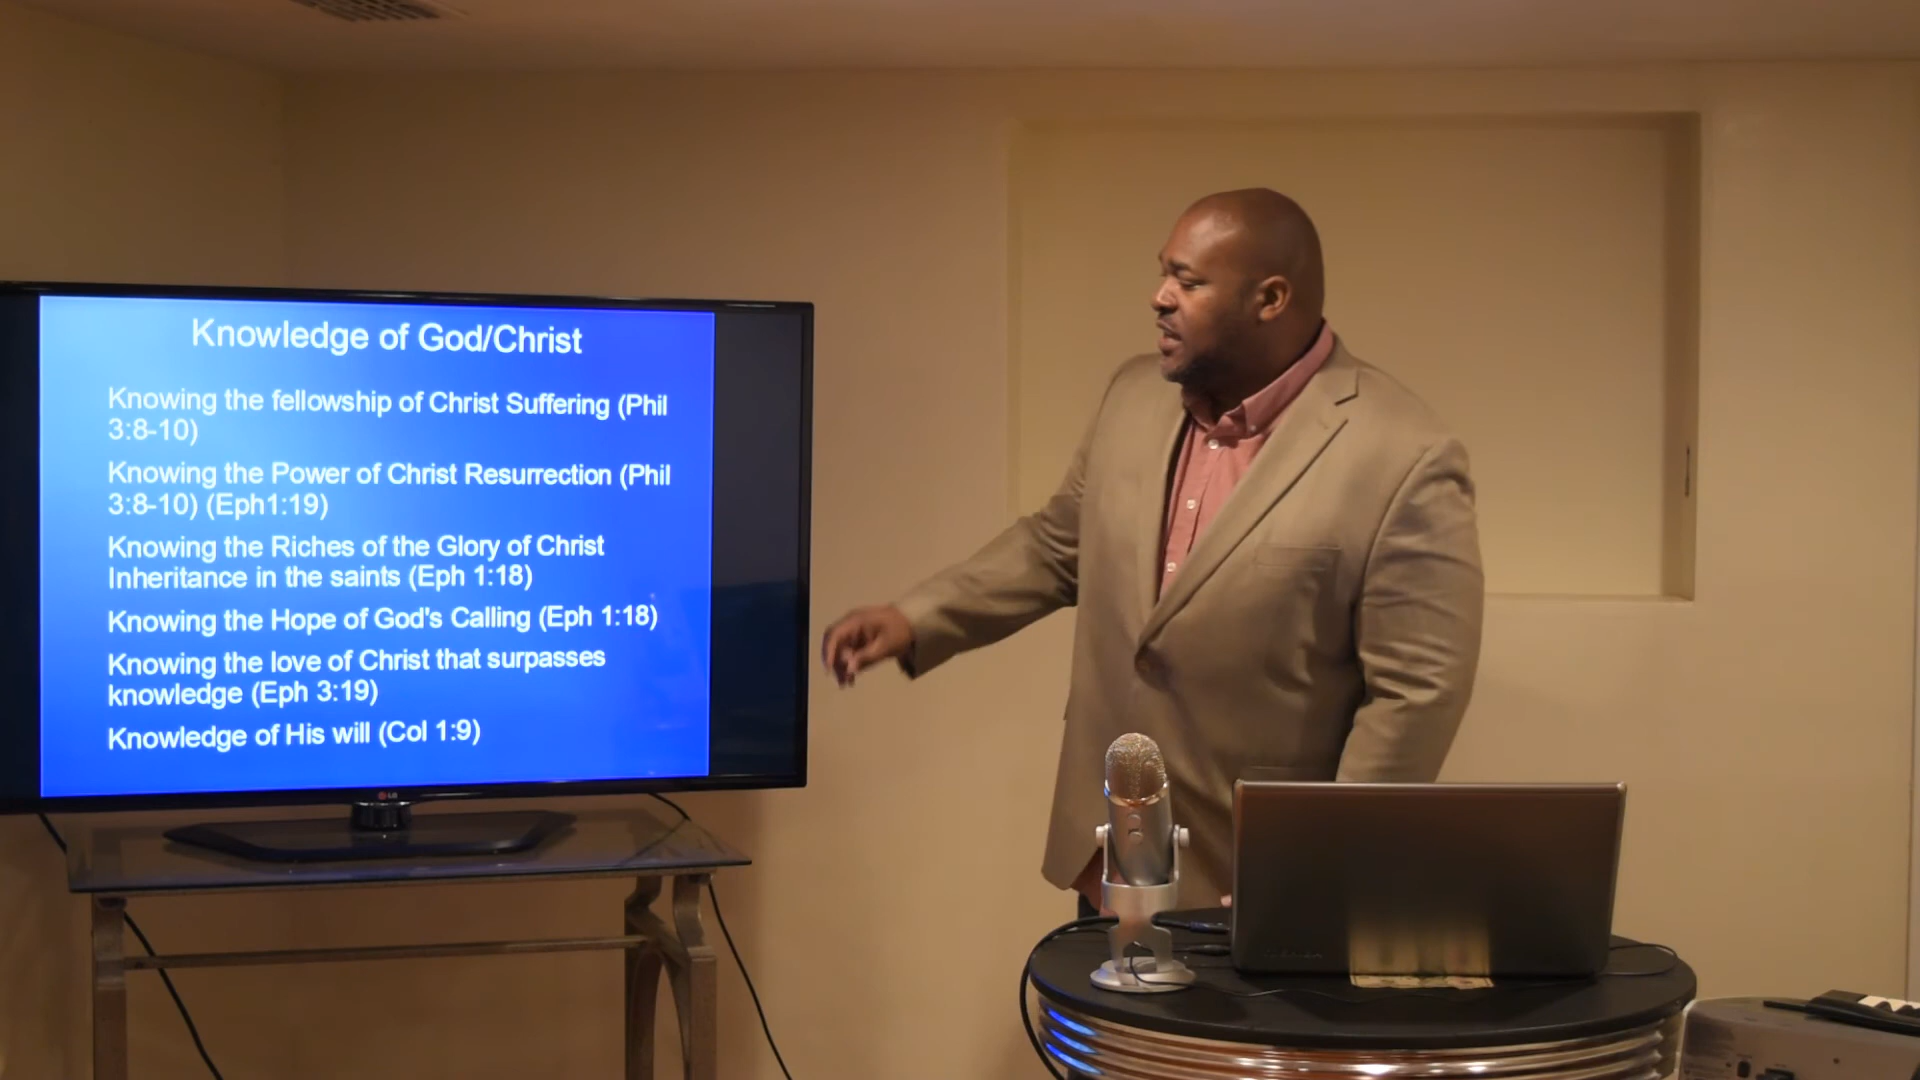 Knowledge of God/Christ
Knowing the fellowship of Christ Suffering (Phil
3:8-10)
Knowing the Power of Christ Resurrection (Phil
3:8-10) (Eph1:19)
Knowing the Riches of the Glory of Christ
Inheritance in the saints (Eph 1:18)
Knowing the Hope of God's Calling (Eph 1:18)
Knowing the love of Christ that surpasses
knowledge (Eph 3:19)
Knowledge of His will (Col 1:9)
LG